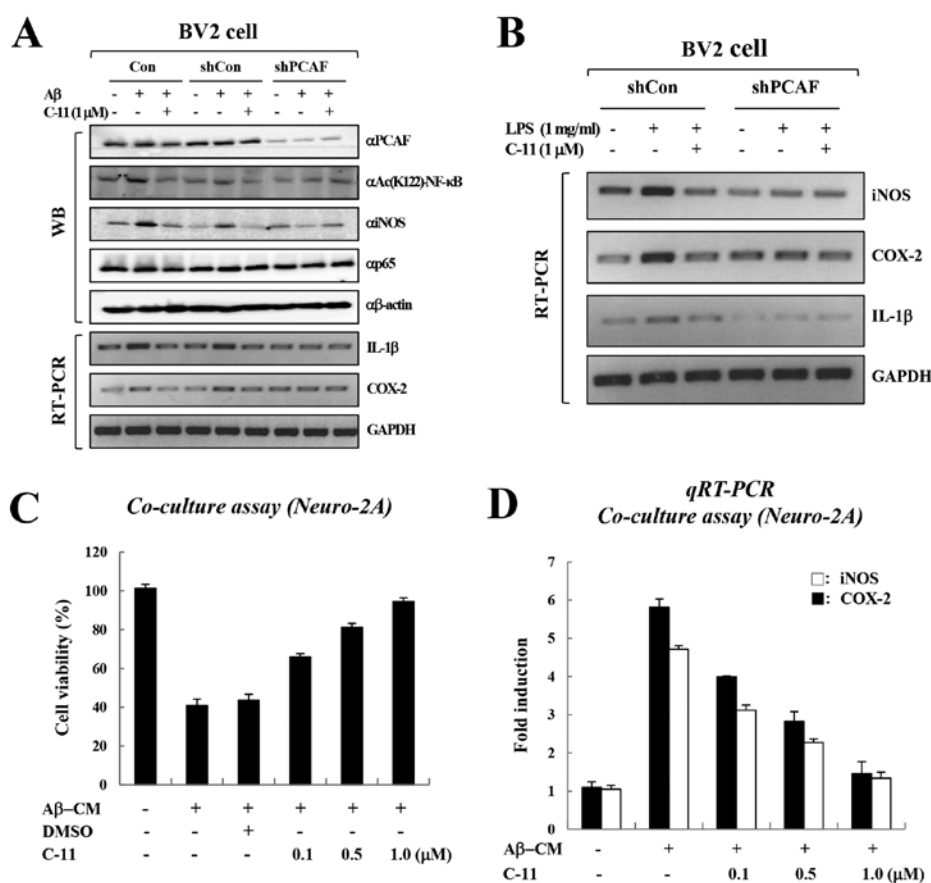 A
BV2 cell
Con shCon shPCAF
Aβ - + + - + + - + +
C-11 (1 μM) + + +
WB
αPCAF
αAc(K122)-NF-κB
αiNOS
αp65
αβ-actin
RT-PCR
IL-1β
COX-2
GAPDH
B
BV2 cell
shCon shPCAF
LPS (1 mg/ml) - + + - + +
C-11 (1 μM) + +
RT-PCR
iNOS
COX-2
IL-1β
GAPDH
C
Co-culture assay (Neuro-2A)
Cell viability (%)
120
100
80
60
40
20
0
Aβ–CM - + + + + +
DMSO - - + - - -
C-11 - - - 0.1 0.5 1.0 (μM)
D
qRT-PCR
Co-culture assay (Neuro-2A)
Fold induction
7
6
5
4
3
2
1
0
: iNOS
: COX-2
Aβ–CM - + + + +
C-11 - - 0.1 0.5 1.0 (μM)